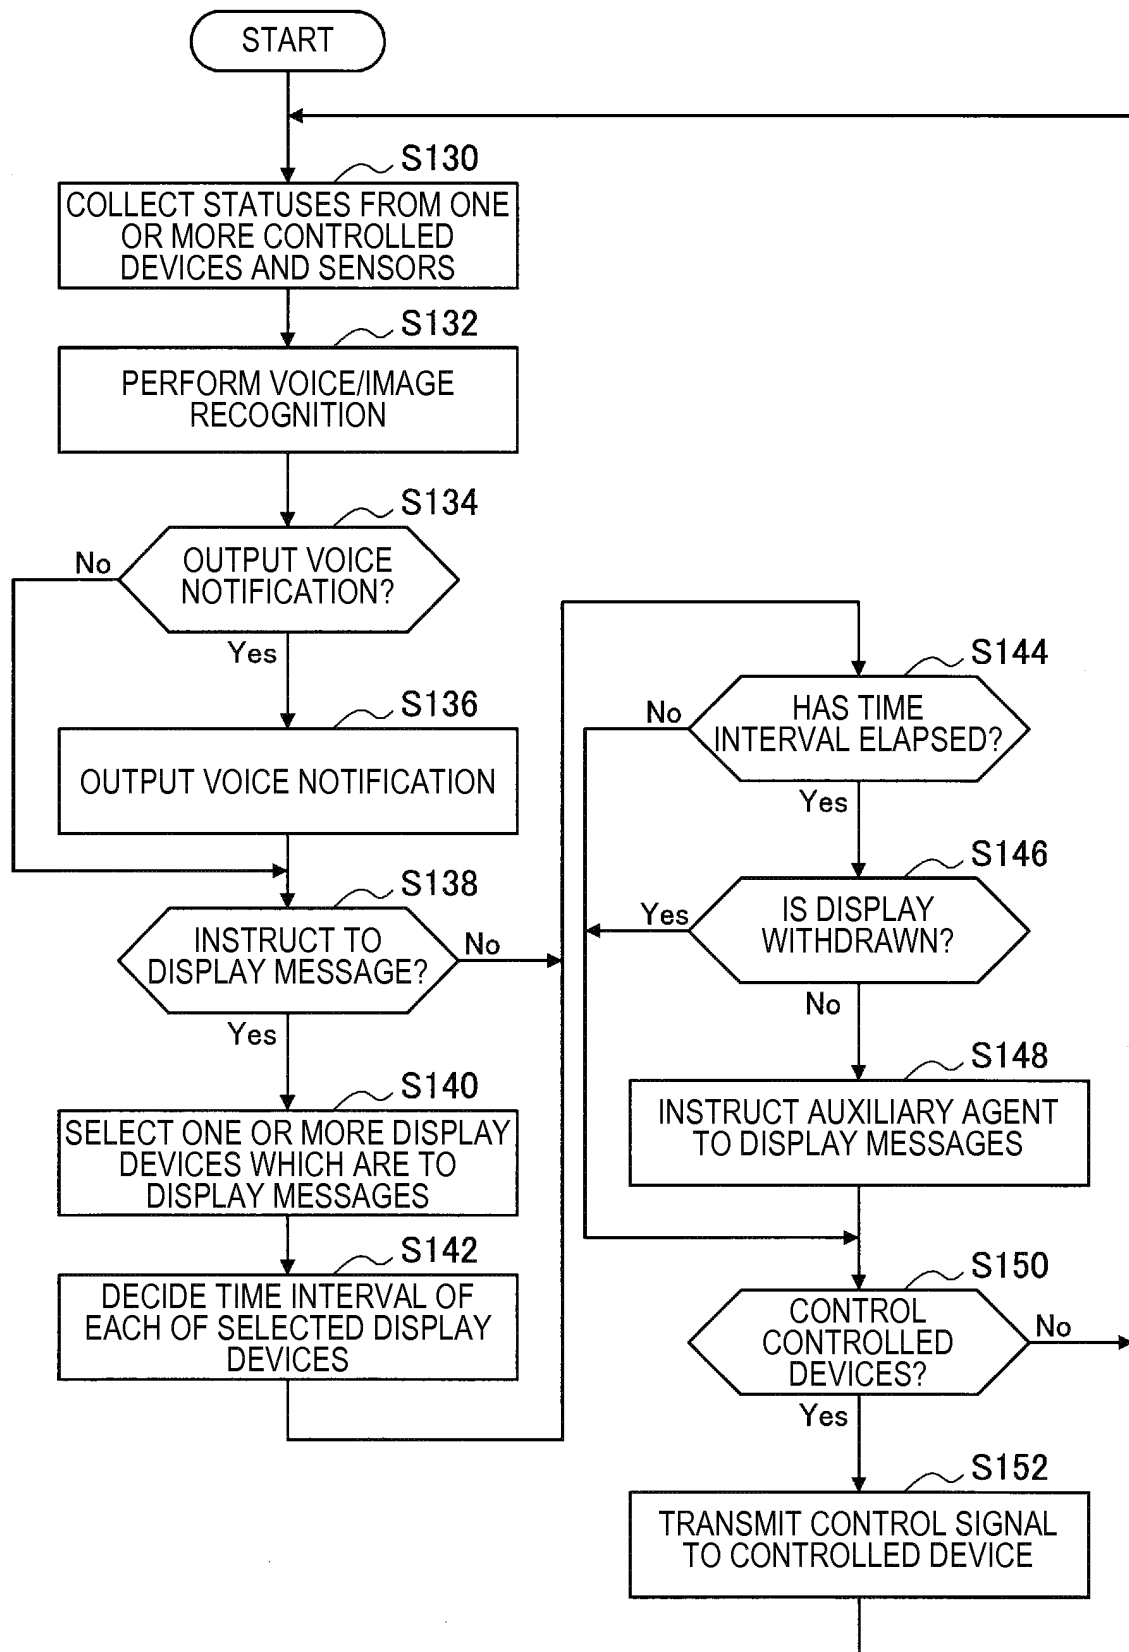 START
S130
COLLECT STATUSES FROM ONE
OR MORE CONTROLLED
DEVICES AND SENSORS
S132
PERFORM VOICE/IMAGE
RECOGNITION
S134
No
OUTPUT VOICE
NOTIFICATION?
Yes
S136
OUTPUT VOICE NOTIFICATION
S138
INSTRUCT TO
DISPLAY MESSAGE?
No
Yes
S140
SELECT ONE OR MORE DISPLAY
DEVICES WHICH ARE TO
DISPLAY MESSAGES
S142
DECIDE TIME INTERVAL OF
EACH OF SELECTED DISPLAY
DEVICES
S144
No
HAS TIME
INTERVAL ELAPSED?
Yes
S146
Yes
IS DISPLAY
WITHDRAWN?
No
S148
INSTRUCT AUXILIARY AGENT
TO DISPLAY MESSAGES
S150
CONTROL
CONTROLLED
DEVICES?
No
Yes
S152
TRANSMIT CONTROL SIGNAL
TO CONTROLLED DEVICE